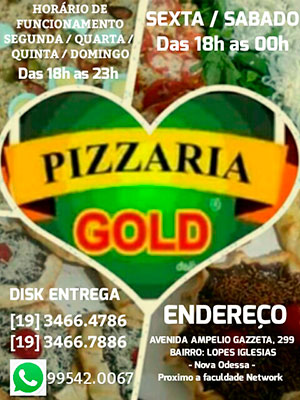 HORÁRIO DE
FUNCIONAMENTO
SEGUNDA / QUARTA /
QUINTA / DOMINGO
Das 18h as 23h
SEXTA / SABADO
Das 18h as 00h
PIZZARIA
GOLD
DISK ENTREGA
[19] 3466.4786
[19] 3466.7886
99542.0067
ENDEREÇO
AVENIDA AMPELIO GAZZETA, 299
BAIRRO: LOPES IGLESIAS
- Nova Odessa -
Proximo a faculdade Network